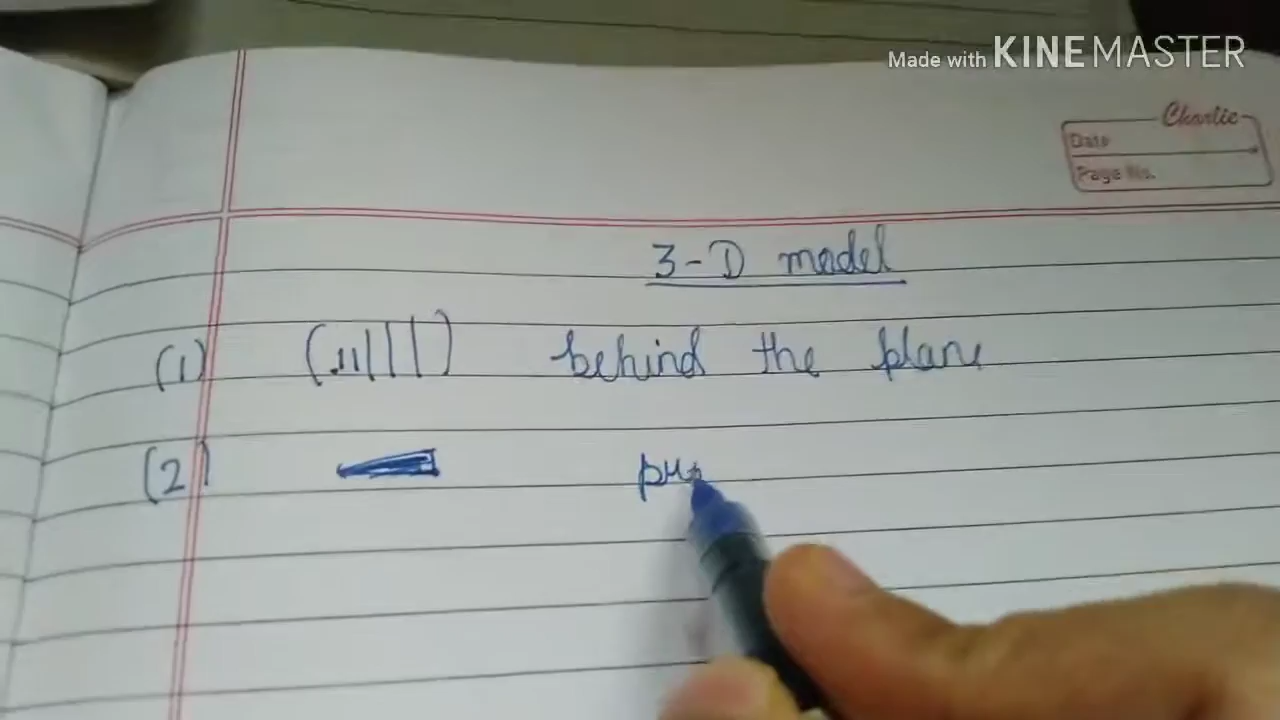 Made with KINEMASTER
Charlie
Date
Page No.
3-D model
(1) behind the plane
(2)